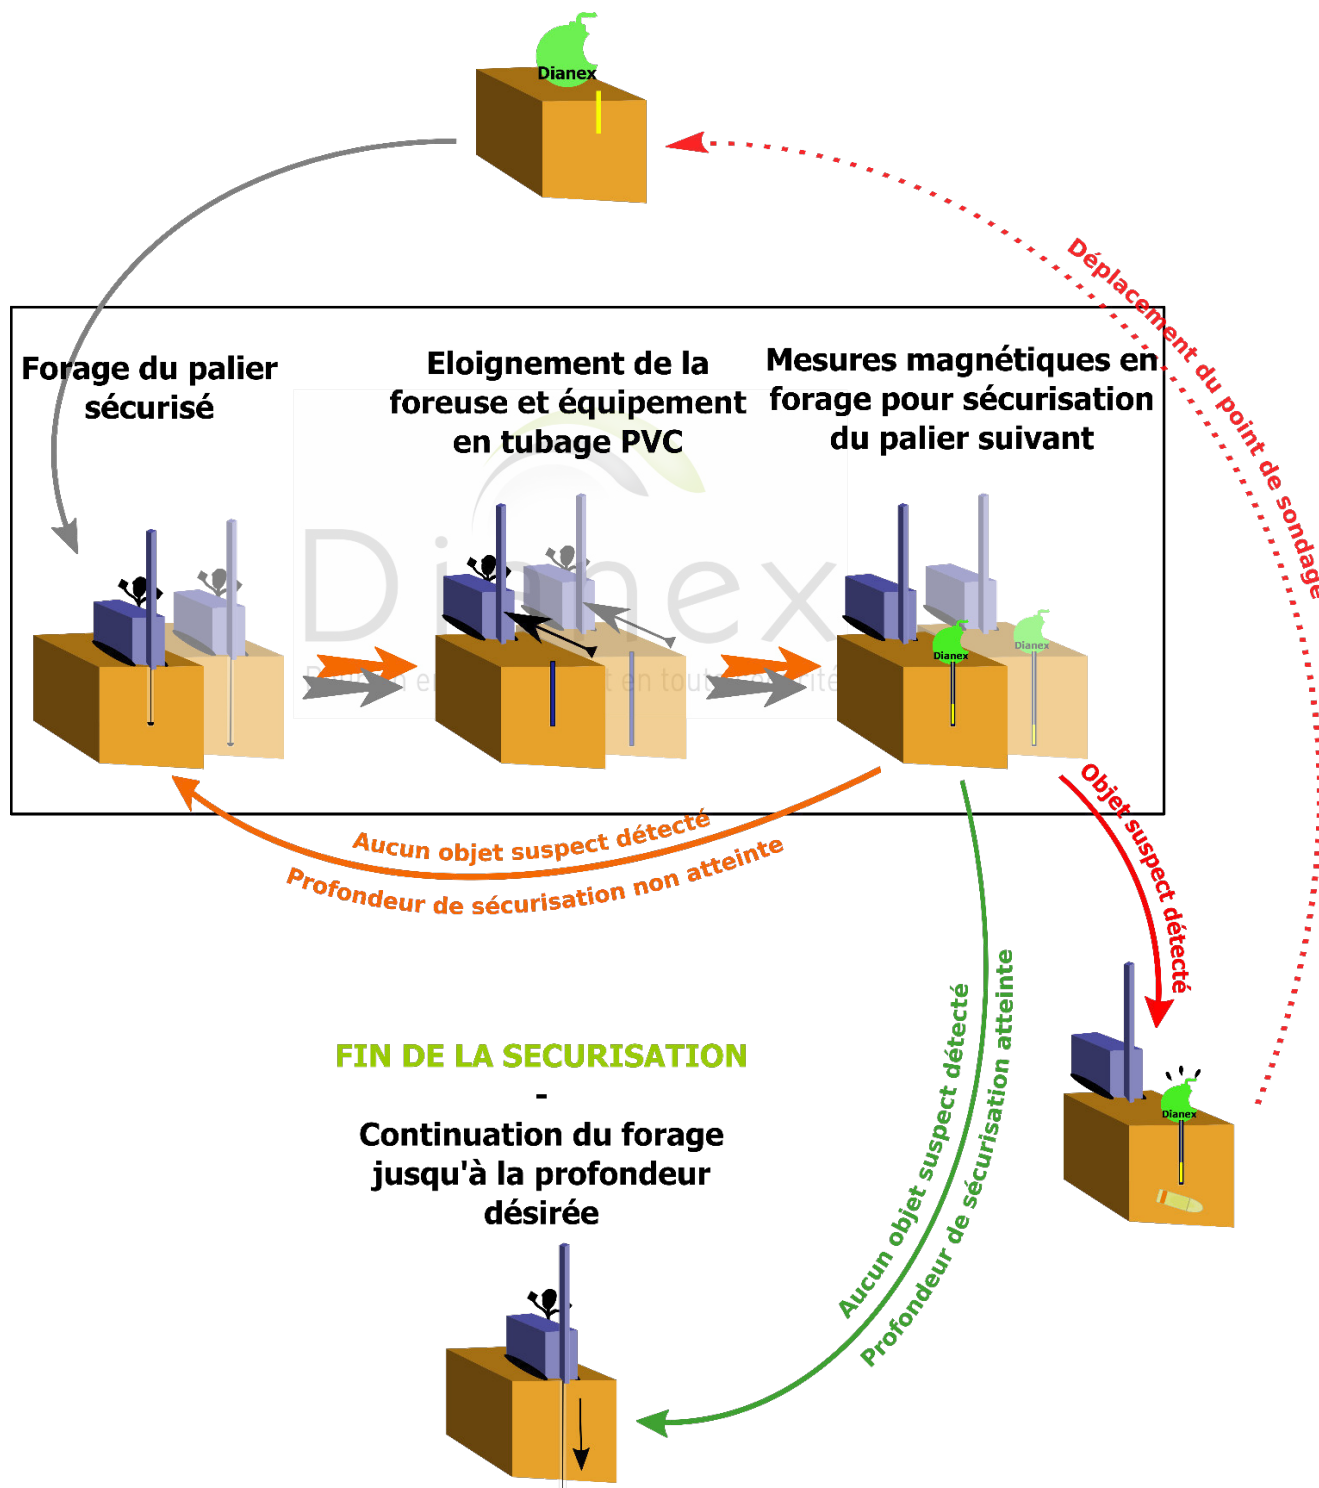 Dianex
Déplacement du point de sondage
Forage du palier
sécurisé
Eloignement de la
foreuse et équipement
en tubage PVC
Mesures magnétiques en
forage pour sécurisation
du palier suivant
Dianex
en toute
Dianex
Dianex
Objet suspect détecté
Aucun objet suspect détecté
Profondeur de sécurisation non atteinte
Aucun objet suspect détecté
Profondeur de sécurisation atteinte
FIN DE LA SECURISATION
-
Continuation du forage
jusqu'à la profondeur
désirée
Dianex